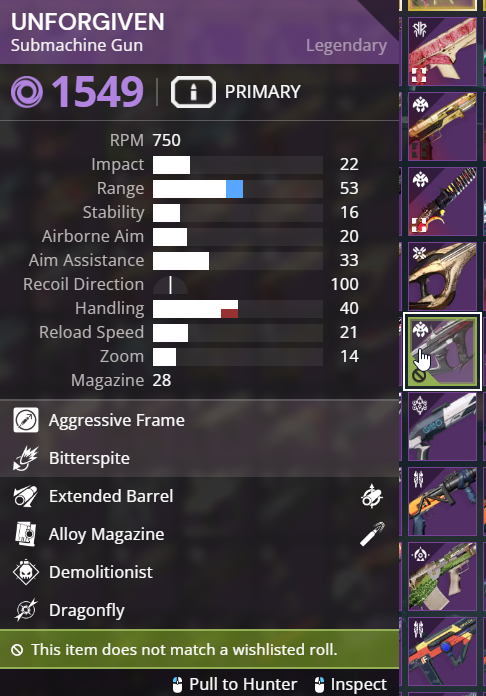 UNFORGIVEN
Submachine Gun Legendary
1549 PRIMARY
RPM 750
Impact 22
Range 53
Stability 16
Airborne Aim 20
Aim Assistance 33
Recoil Direction 100
Handling 40
Reload Speed 21
Zoom 14
Magazine 28
Aggressive Frame
Bitterspite
Extended Barrel
Alloy Magazine
Demolitionist
Dragonfly
This item does not match a wishlisted roll.
Pull to Hunter Inspect